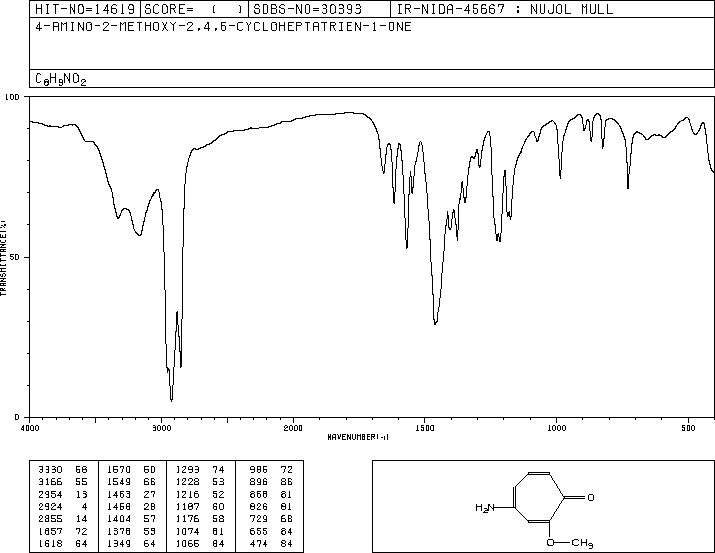 HIT-NO=14619 SCORE= ( ) SDBS-NO=30393 IR-NIDA-45667 : NUJOL MULL
4-AMINO-2-METHOXY-2,4,6-CYCLOHEPTATRIEN-1-ONE
C8H9NO2
100
50
0
TRANSMITTANCE(%)
4000 3000 2000 1500 1000 500
WAVENUMBER(-1)
3330 66 1570 50 1293 74 986 72
3166 55 1549 66 1228 53 896 86
2954 13 1463 27 1216 52 868 81
2924 4 1458 28 1187 60 826 81
2855 14 1404 57 1176 58 729 68
1657 72 1378 59 1074 81 655 84
1618 64 1349 64 1066 84 474 84
H2N
O
O—CH3